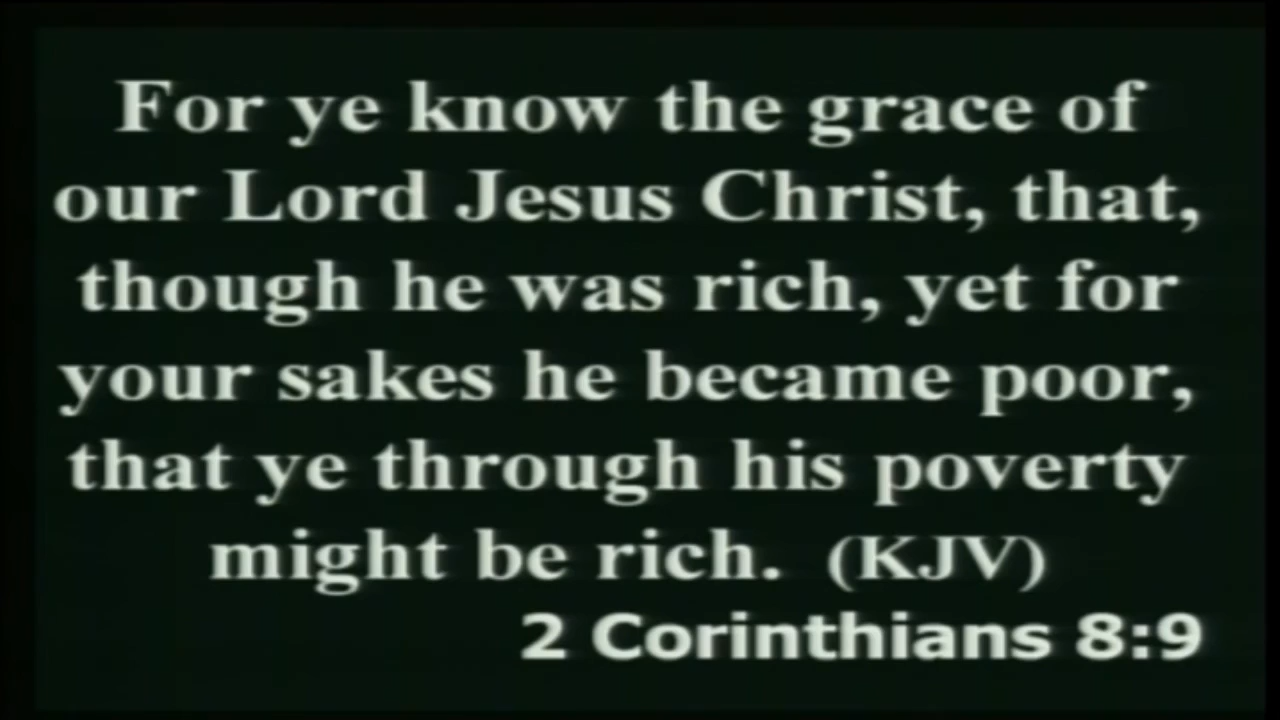 For ye know the grace of
our Lord Jesus Christ, that,
though he was rich, yet for
your sakes he became poor,
that ye through his poverty
might be rich.  (KJV)
2 Corinthians 8:9